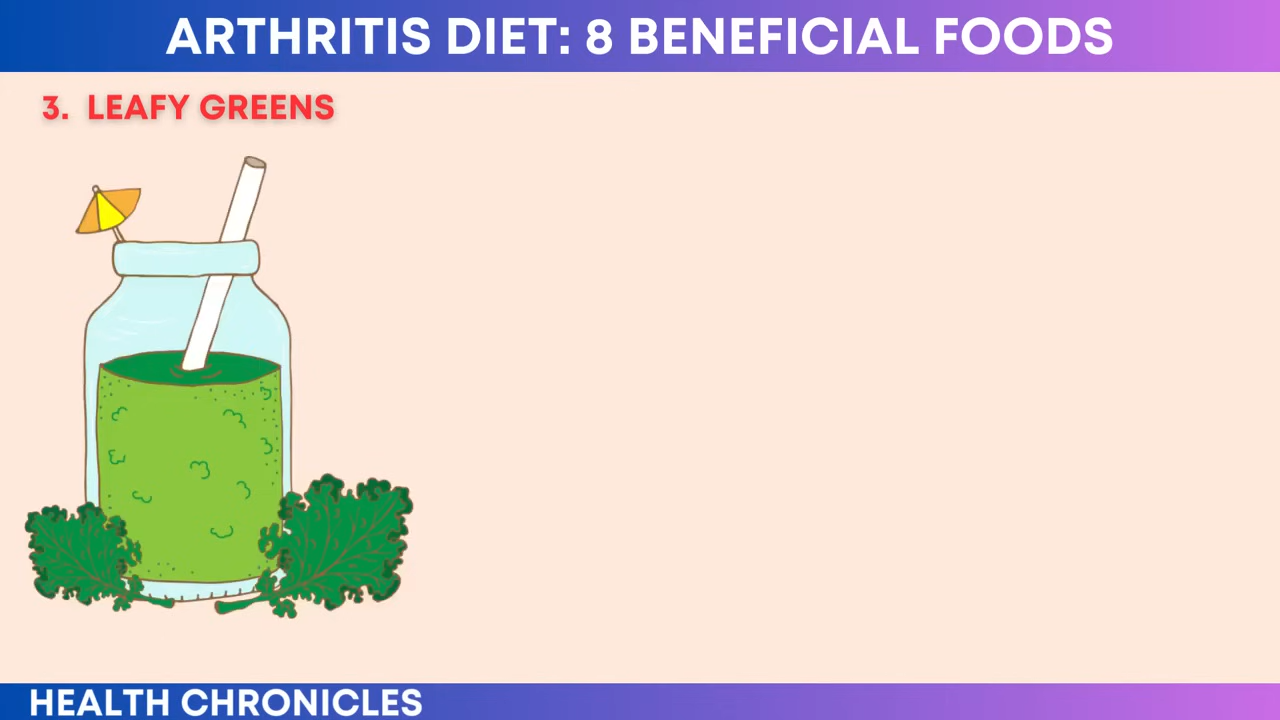 ARTHRITIS DIET: 8 BENEFICIAL FOODS
3. LEAFY GREENS
HEALTH CHRONICLES